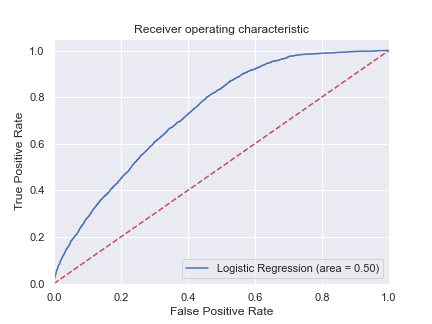 Receiver operating characteristic
1.0
0.8
0.6
0.4
0.2
0.0
True Positive Rate
Logistic Regression (area = 0.50)
0.0 0.2 0.4 0.6 0.8 1.0
False Positive Rate